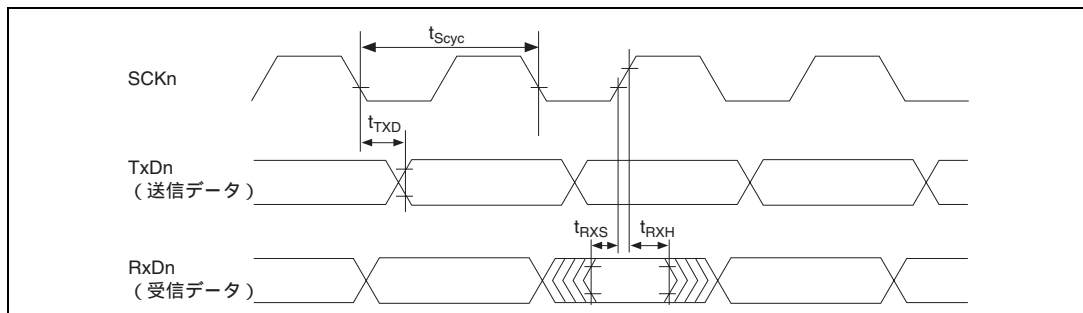 tScyc
SCKn
tTXD
TxDn
（送信データ）
tRXS
tRXH
RxDn
（受信データ）